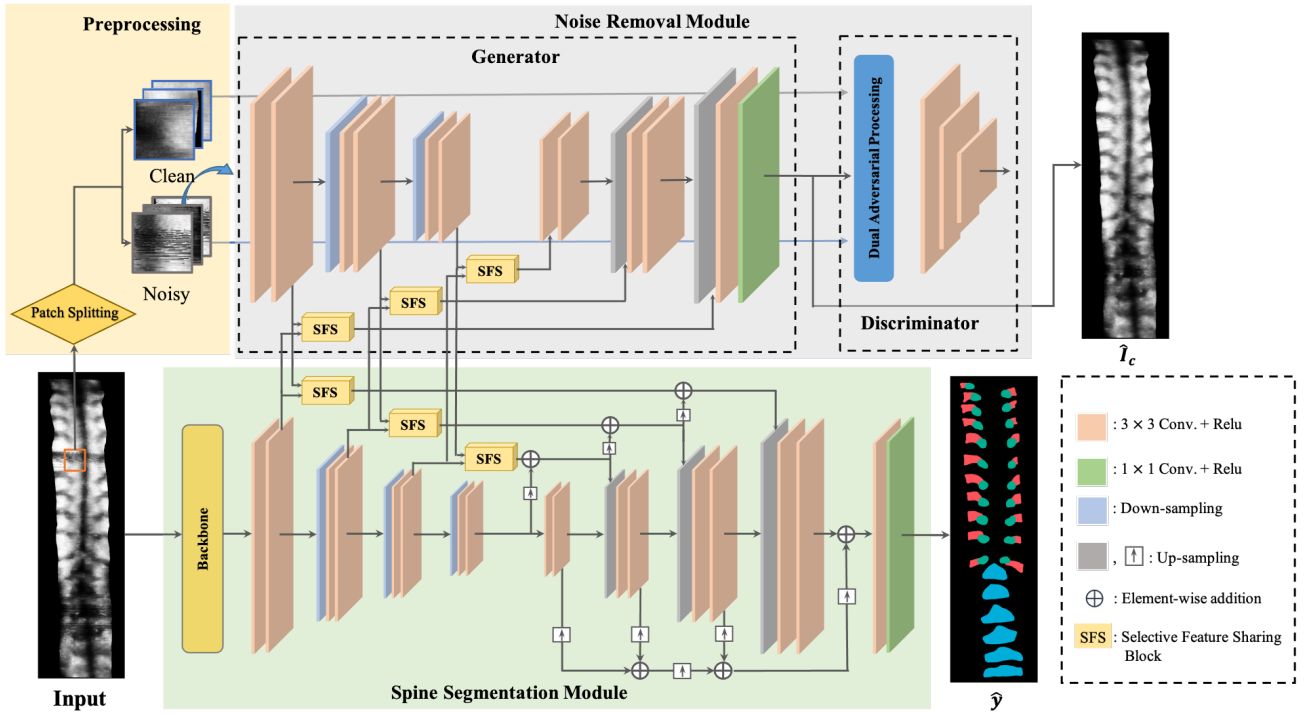 Preprocessing
Noise Removal Module
Generator
Clean
Noisy
Patch Splitting
Dual Adversarial Processing
Discriminator
SFS
SFS
SFS
Î_c
SFS
SFS
SFS
Backbone
Input
Spine Segmentation Module
ŷ
: 3 × 3 Conv. + Relu
: 1 × 1 Conv. + Relu
: Down-sampling
, : Up-sampling
: Element-wise addition
SFS : Selective Feature Sharing
Block